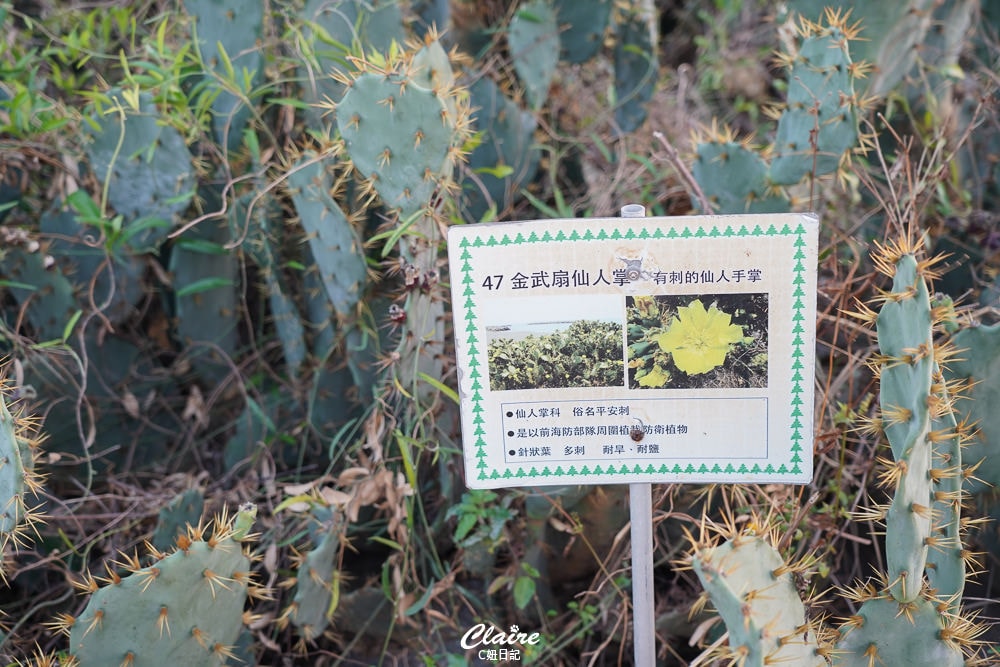 47 金武扇仙人掌 有刺的仙人手掌
●仙人掌科 俗名平安刺
●是以前海防部隊周圍植栽防衛植物
●針狀葉 多刺 耐旱、耐鹽
Claire
C妞日記